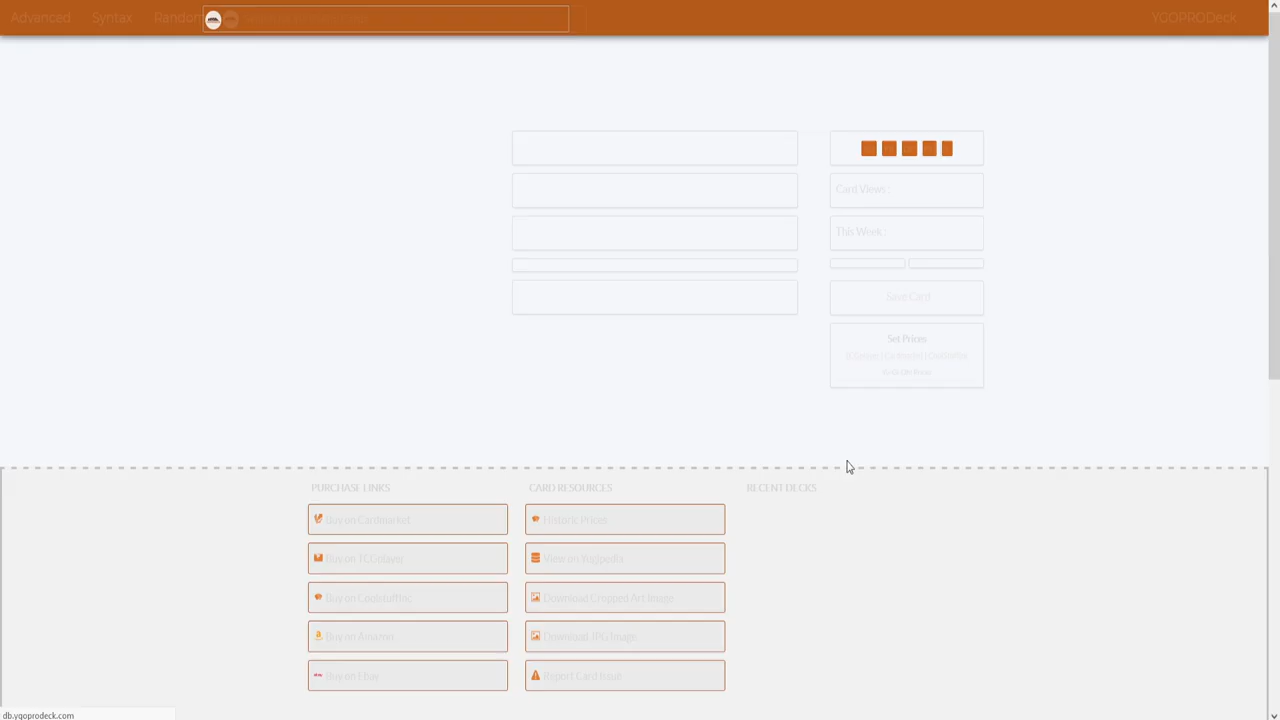 Advanced Syntax Random
YGOPRODeck
Card Views :
This Week :
Save Card
Set Prices
PURCHASE LINKS
Buy on Cardmarket
Buy on TCGplayer
Buy on CoolstuffInc
Buy on Amazon
Buy on Ebay
CARD RESOURCES
Historic Prices
View on Yugipedia
Download Cropped Art Image
Download JPG Image
Report Card Issue
RECENT DECKS
db.ygoprodeck.com